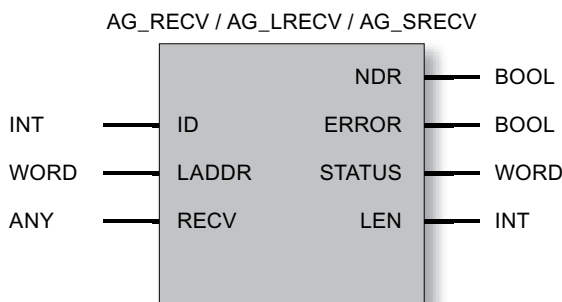 AG_RECV / AG_LRECV / AG_SRECV
NDR BOOL
INT ID ERROR BOOL
WORD LADDR STATUS WORD
ANY RECV LEN INT